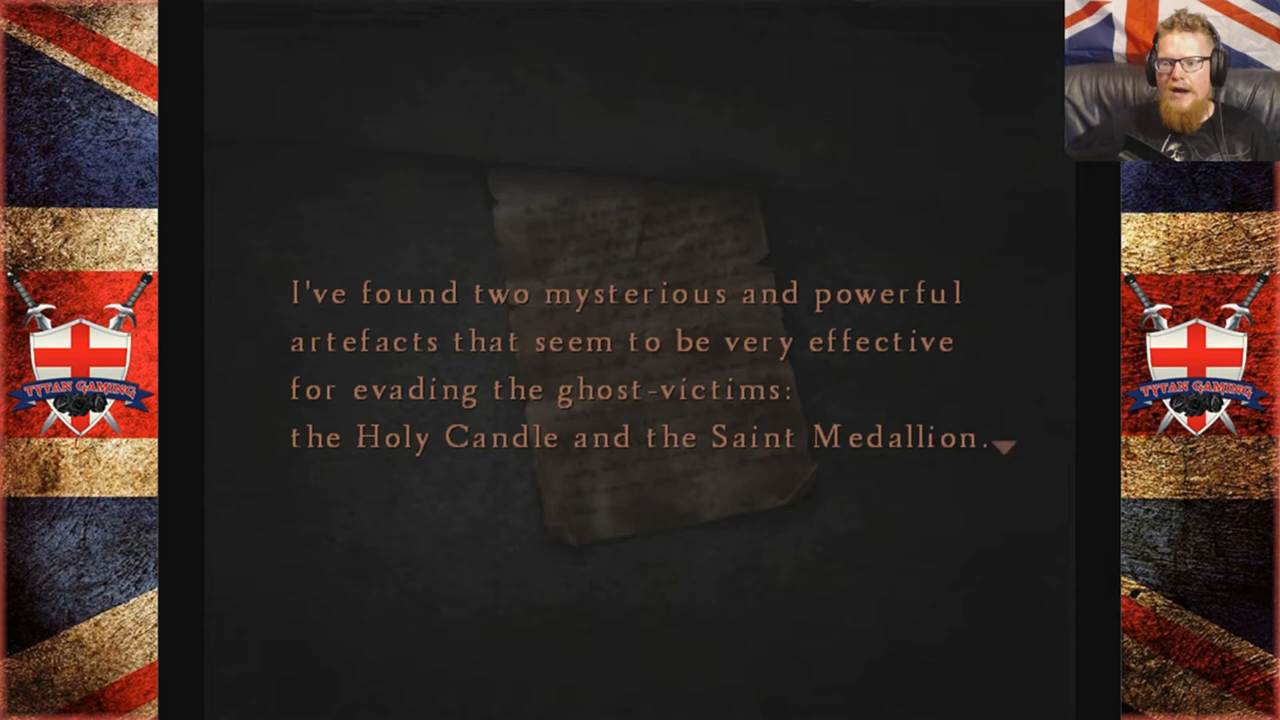 I've found two mysterious and powerful
artefacts that seem to be very effective
for evading the ghost-victims:
the Holy Candle and the Saint Medallion.
TYTAN GAMING
TYTAN GAMING